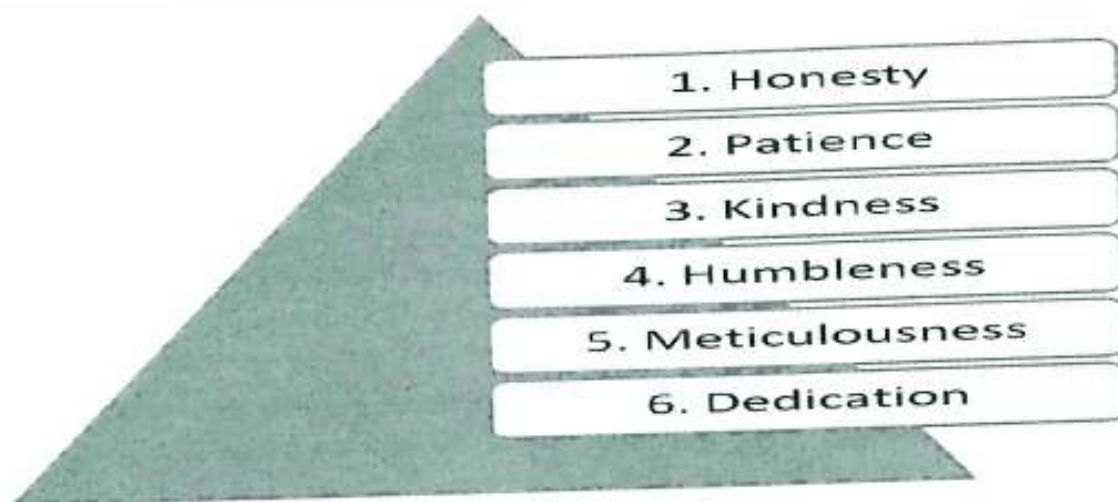 1. Honesty
2. Patience
3. Kindness
4. Humbleness
5. Meticulousness
6. Dedication